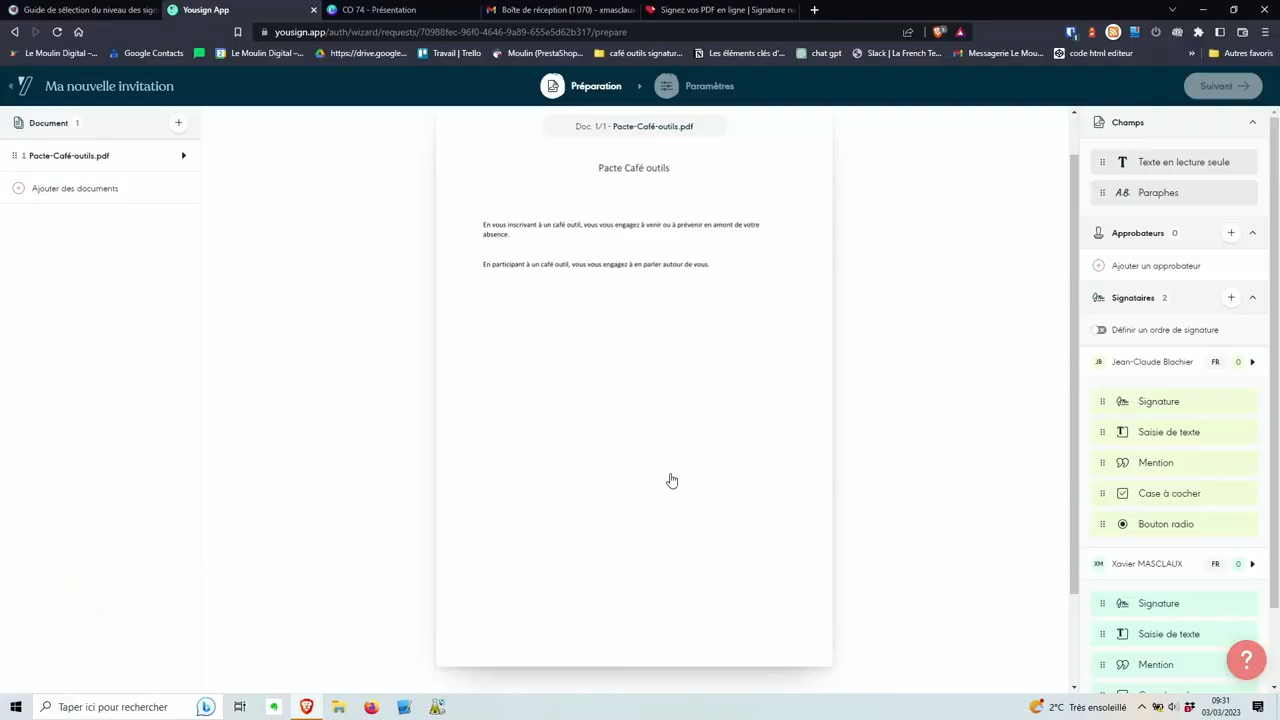 Guide de sélection du niveau des sign
Yousign App
CO 74 - Présentation
Boîte de réception (1 070) - xmasclau
Signez vos PDF en ligne | Signature nu
yousign.app/auth/wizard/requests/70988fec-96f0-4646-9a89-655e5d62b317/prepare
Le Moulin Digital –...
Google Contacts
Le Moulin Digital –...
https://drive.goog...
Travail | Trello
Moulin (PrestaShop...
café outils signatur...
Les éléments clés d'...
chat gpt
Slack | La French Te...
Messagerie Le Mou...
code html editeur
»
Autres favoris
Ma nouvelle invitation
Préparation
Paramètres
Suivant
Document 1
1 Pacte-Café-outils.pdf
Ajouter des documents
Doc. 1/1 - Pacte-Café-outils.pdf
Pacte Café outils
En vous inscrivant à un café outil, vous vous engagez à venir ou à prévenir en amont de votre
absence.
En participant à un café outil, vous vous engagez à en parler autour de vous.
Champs
Texte en lecture seule
Paraphes
Approbateurs 0
Ajouter un approbateur
Signataires 2
Définir un ordre de signature
JB Jean-Claude Blochier FR 0
Signature
Saisie de texte
Mention
Case à cocher
Bouton radio
XM Xavier MASCLAUX FR 0
Signature
Saisie de texte
Mention
?
Taper ici pour rechercher
2°C Très ensoleillé
09:31
03/03/2023